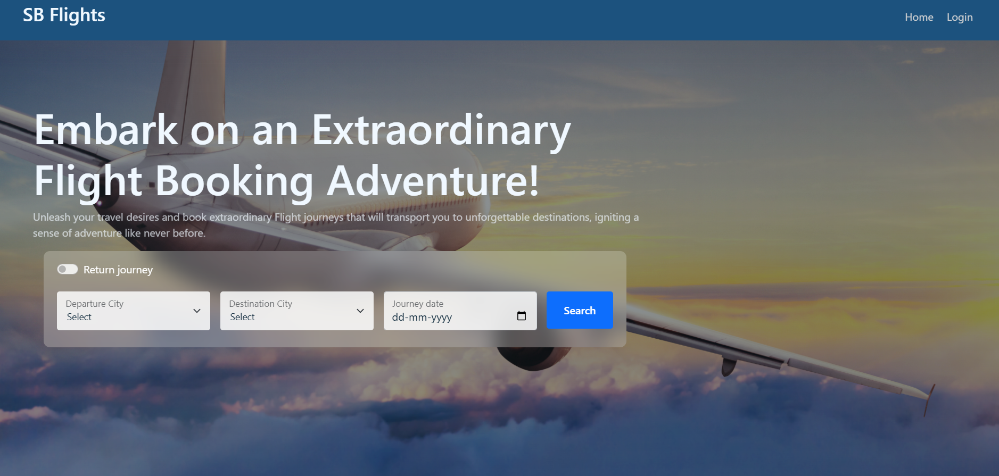 SB Flights
Home
Login
Embark on an Extraordinary
Flight Booking Adventure!
Unleash your travel desires and book extraordinary Flight journeys that will transport you to unforgettable destinations, igniting a
sense of adventure like never before.
Return journey
Departure City
Select
Destination City
Select
Journey date
dd-mm-yyyy
Search